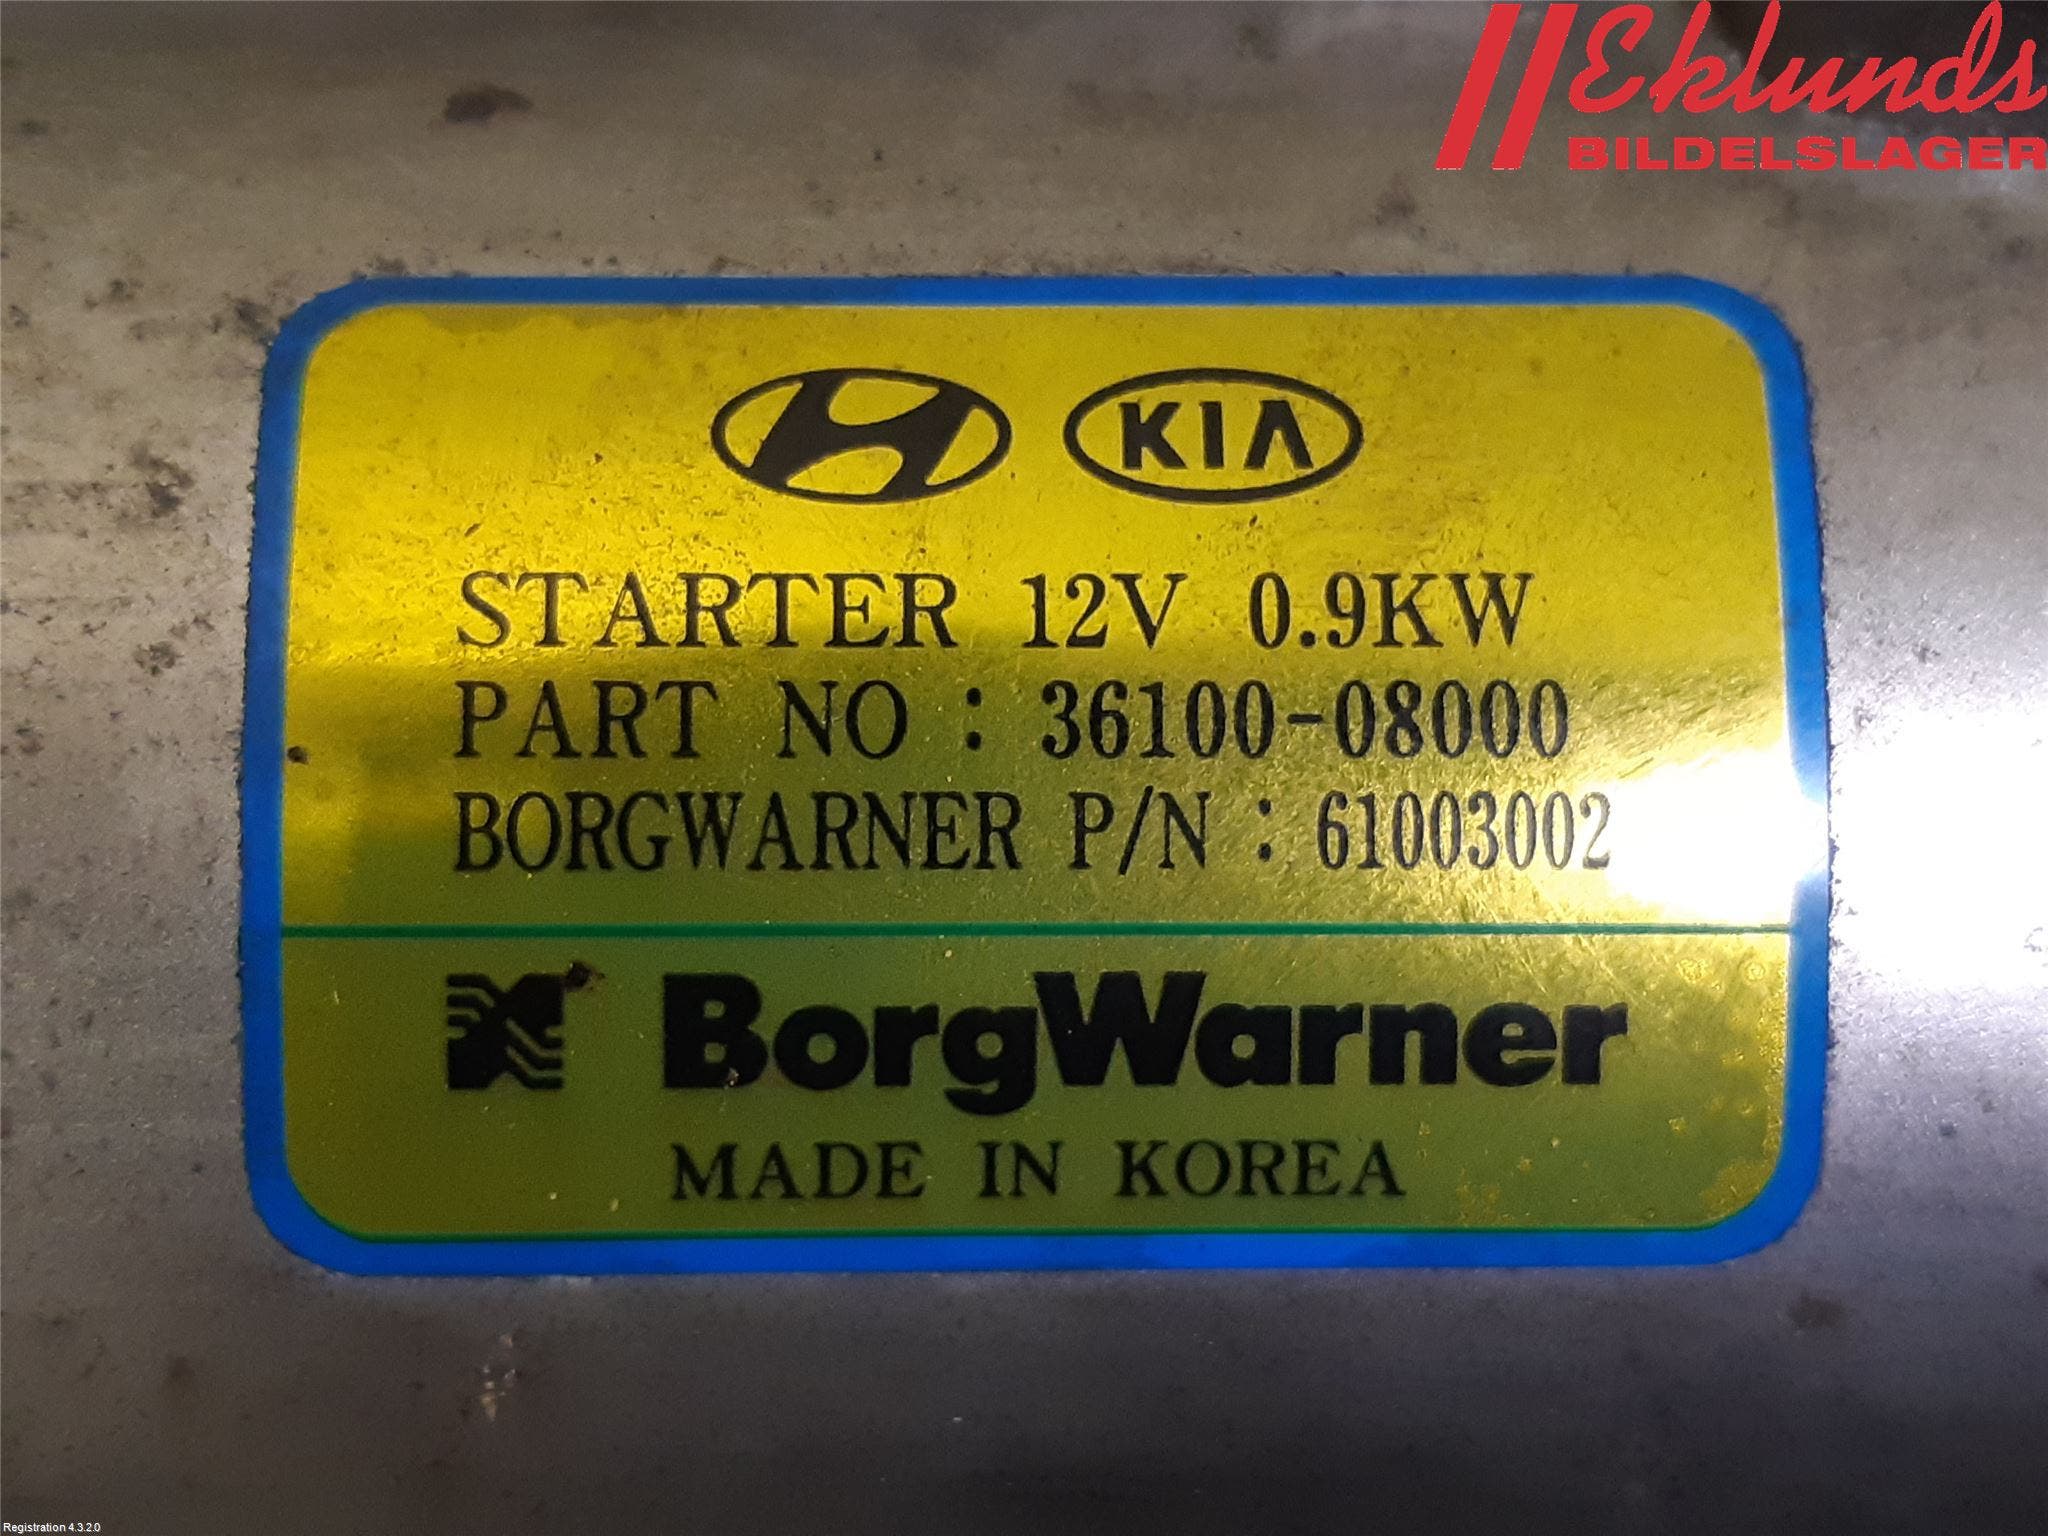 Eklunds
BILDELSLAGER
KIA
STARTER 12V 0.9KW
PART NO : 36100-08000
BORGWARNER P/N : 61003002
BorgWarner
MADE IN KOREA
Registration 4.3.2.0